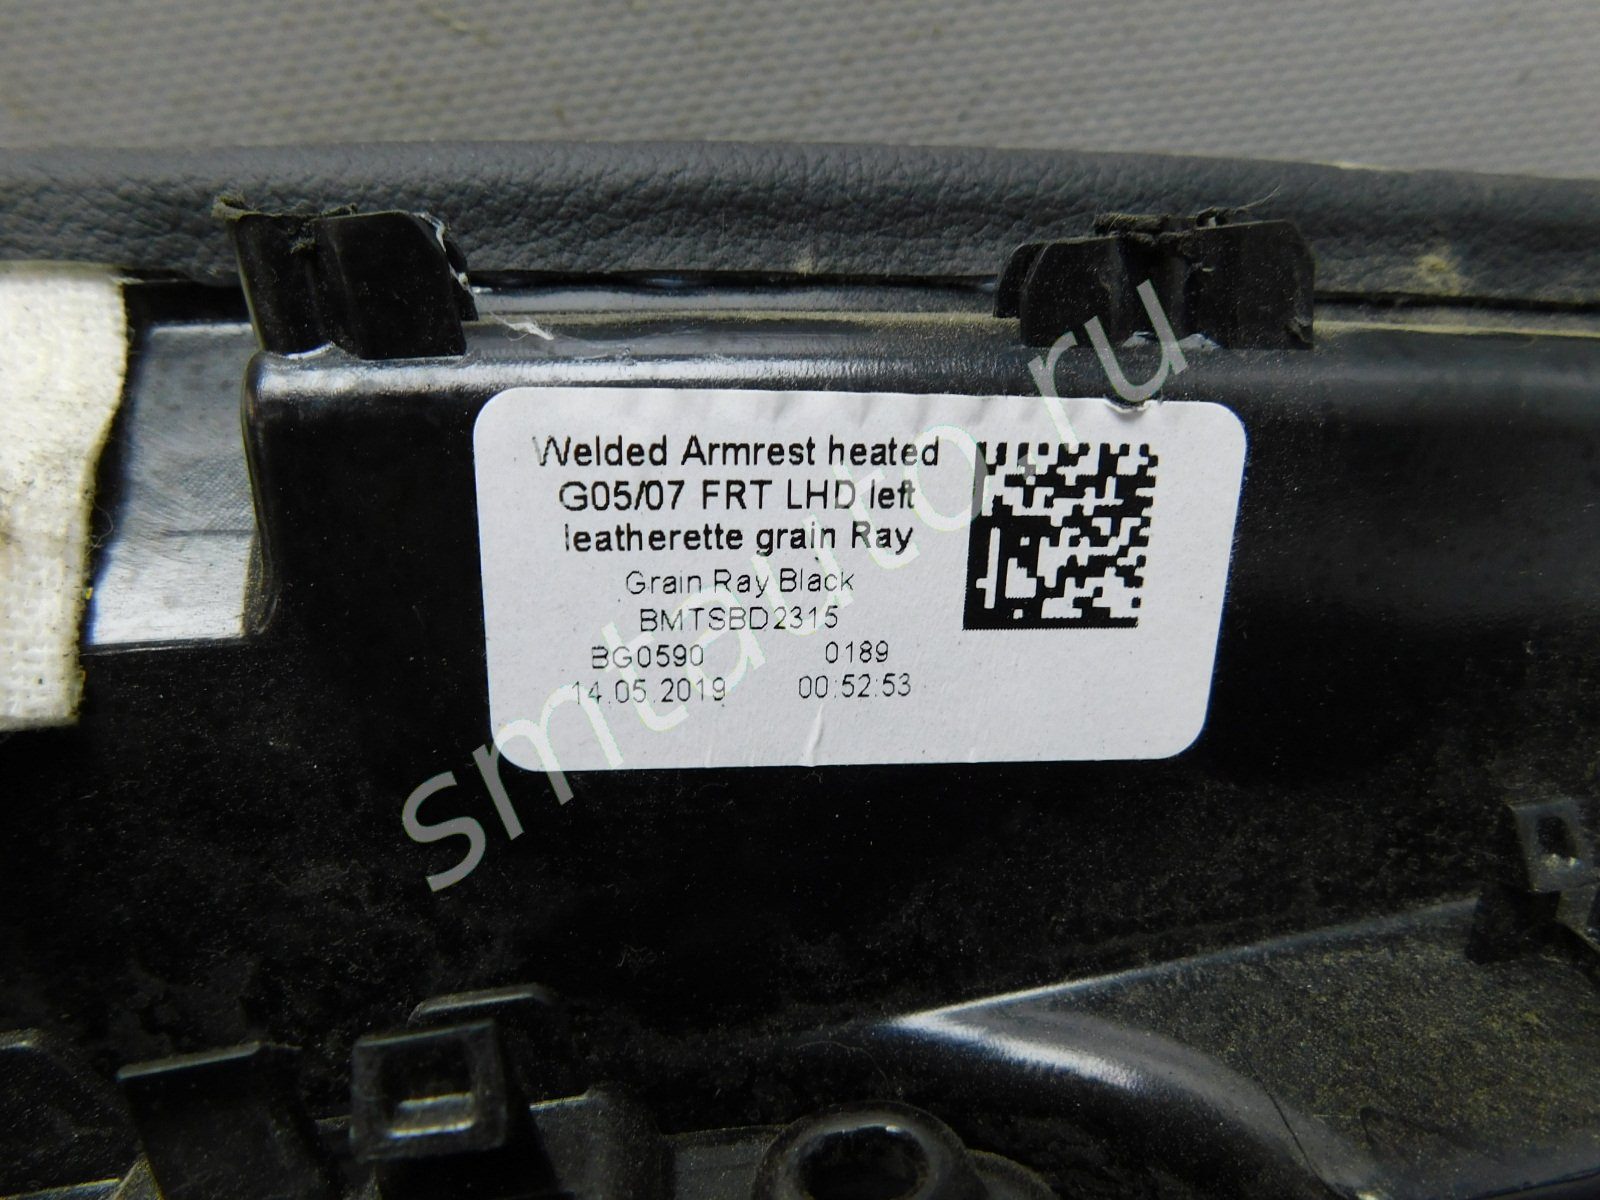 Welded Armrest heated
G05/07 FRT LHD left
leatherette grain Ray
Grain Ray Black
BMTSBD2315
BG0590 0189
14.05.2019 00:52:53
smtauto.ru